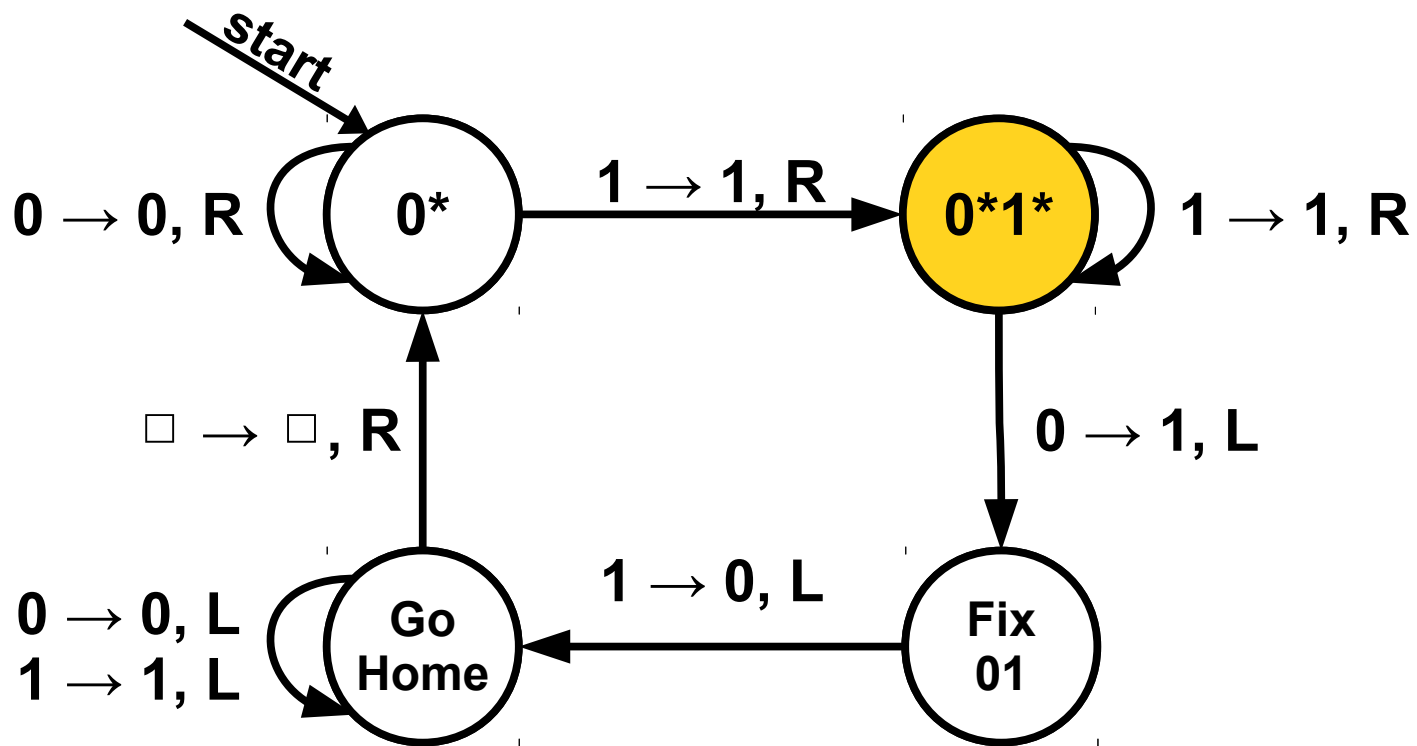 start
0 → 0, R
0*
1 → 1, R
0*1*
1 → 1, R
□ → □, R
0 → 1, L
0 → 0, L
1 → 1, L
Go
Home
1 → 0, L
Fix
01